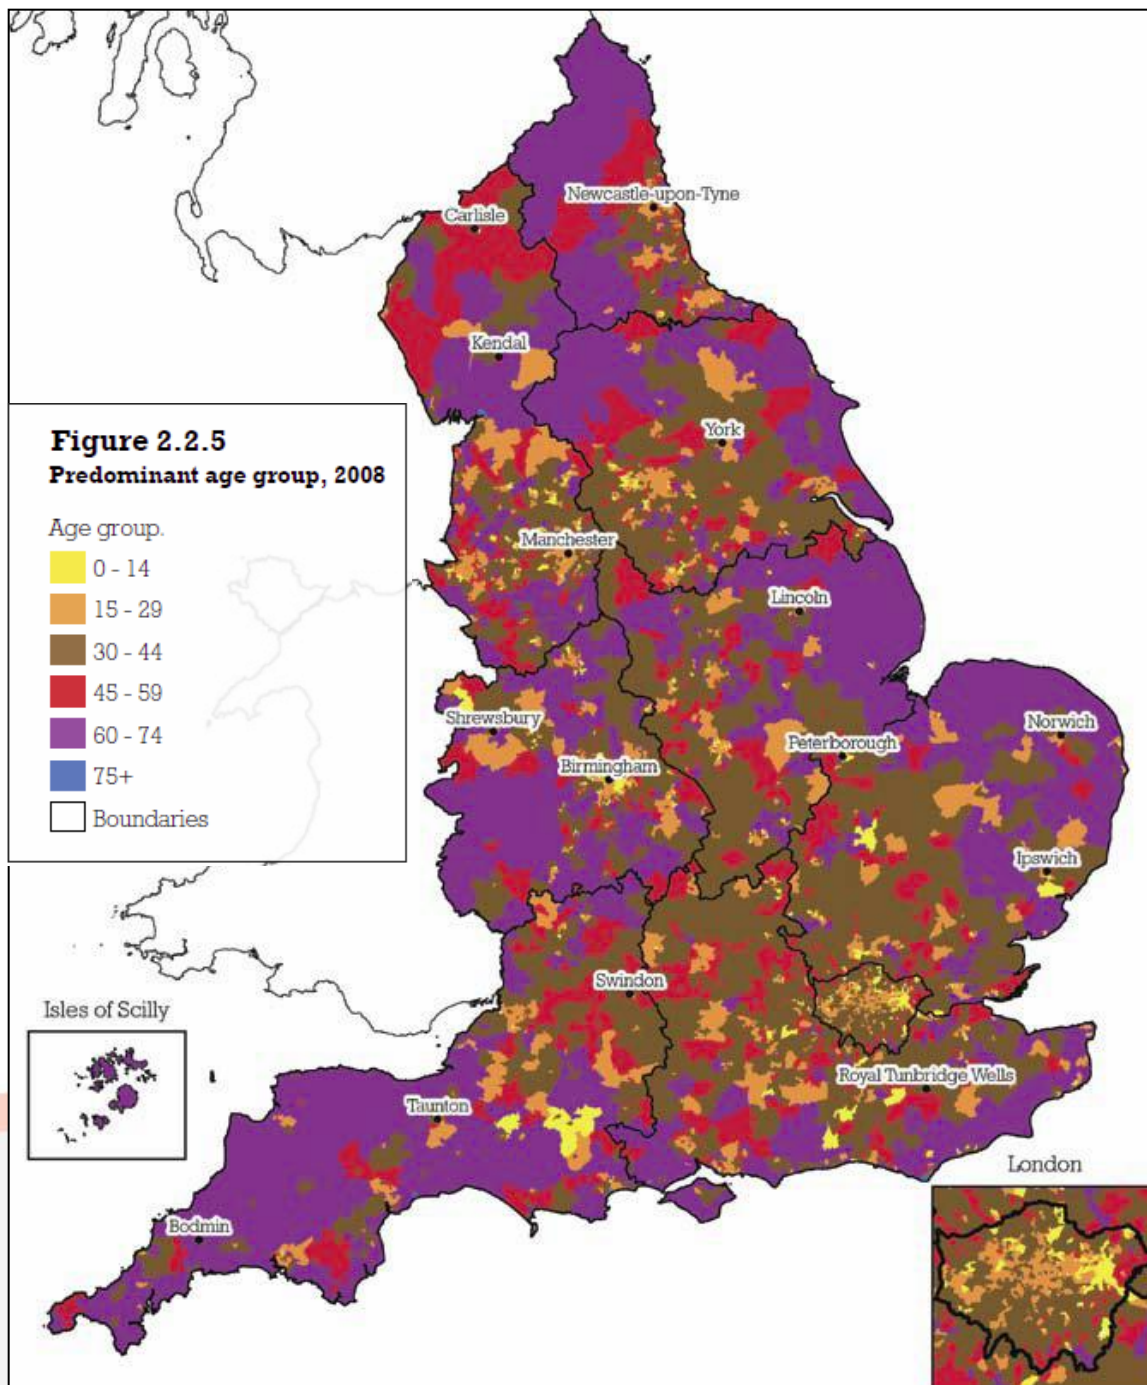 Newcastle-upon-Tyne
Carlisle
Kendal
Figure 2.2.5
Predominant age group, 2008
Age group.
0 - 14
15 - 29
30 - 44
45 - 59
60 - 74
75+
Boundaries
York
Manchester
Lincoln
Shrewsbury
Norwich
Peterborough
Birmingham
Ipswich
Swindon
Isles of Scilly
Royal Tunbridge Wells
Taunton
London
Bodmin